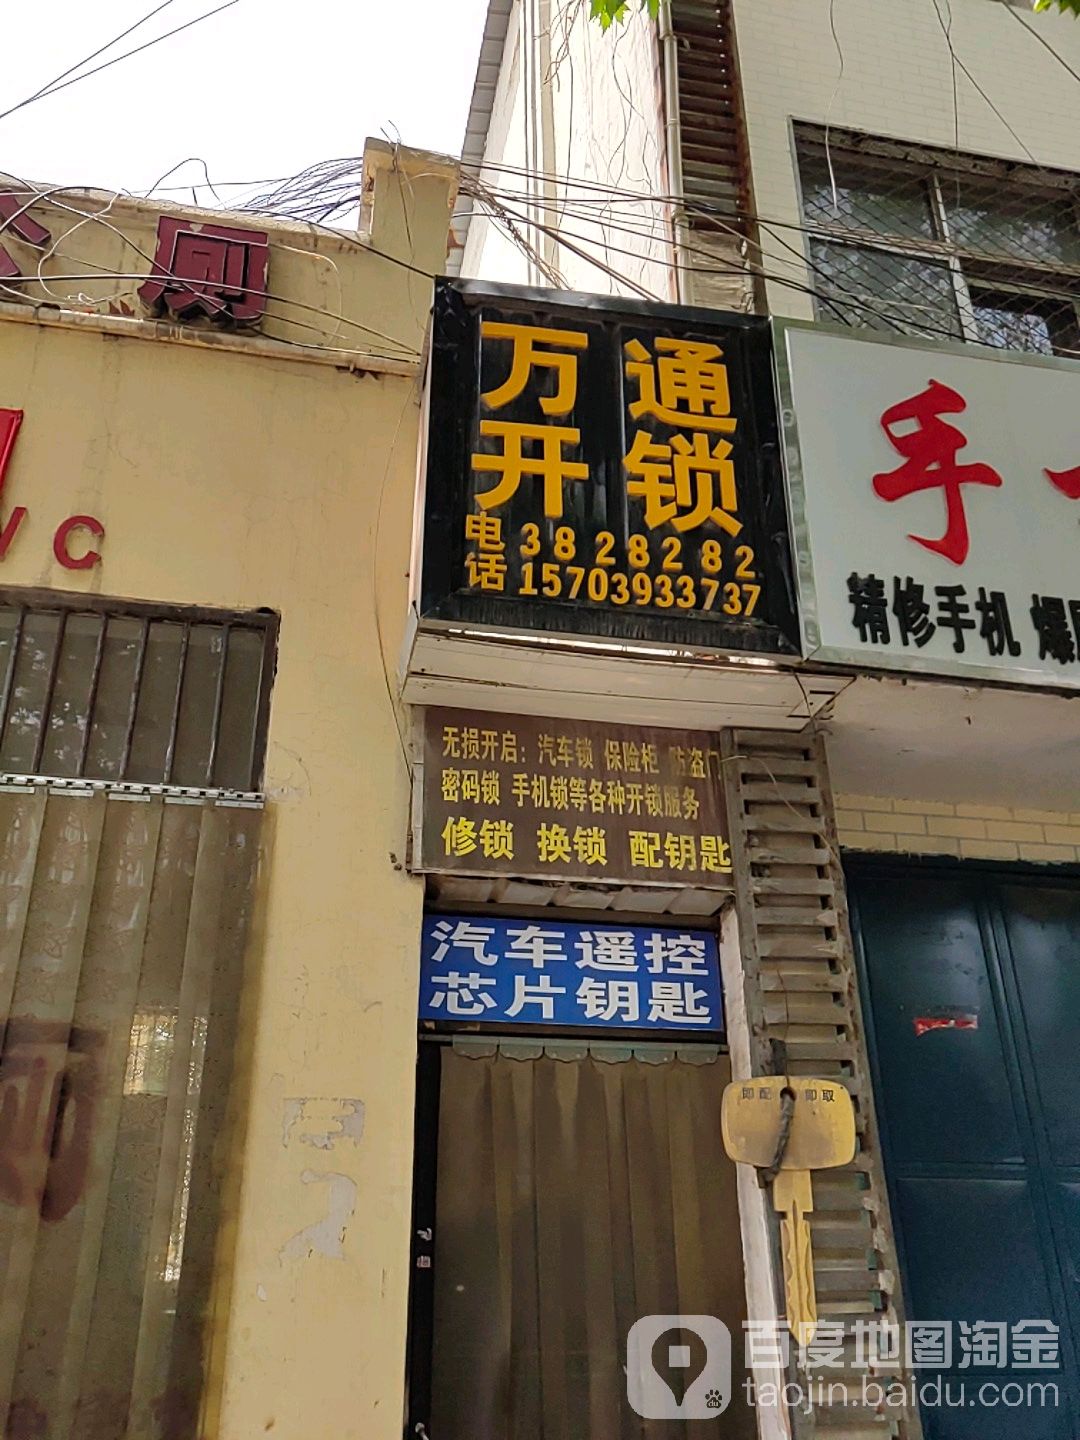 厕
WC
万通
开锁
电话 3828282
15703933737
手
精修手机 爆
无损开启：汽车锁 保险柜 防盗门
密码锁 手机锁等各种开锁服务
修锁 换锁 配钥匙
汽车遥控
芯片钥匙
即配 即取
百度地图淘金
taojin.baidu.com